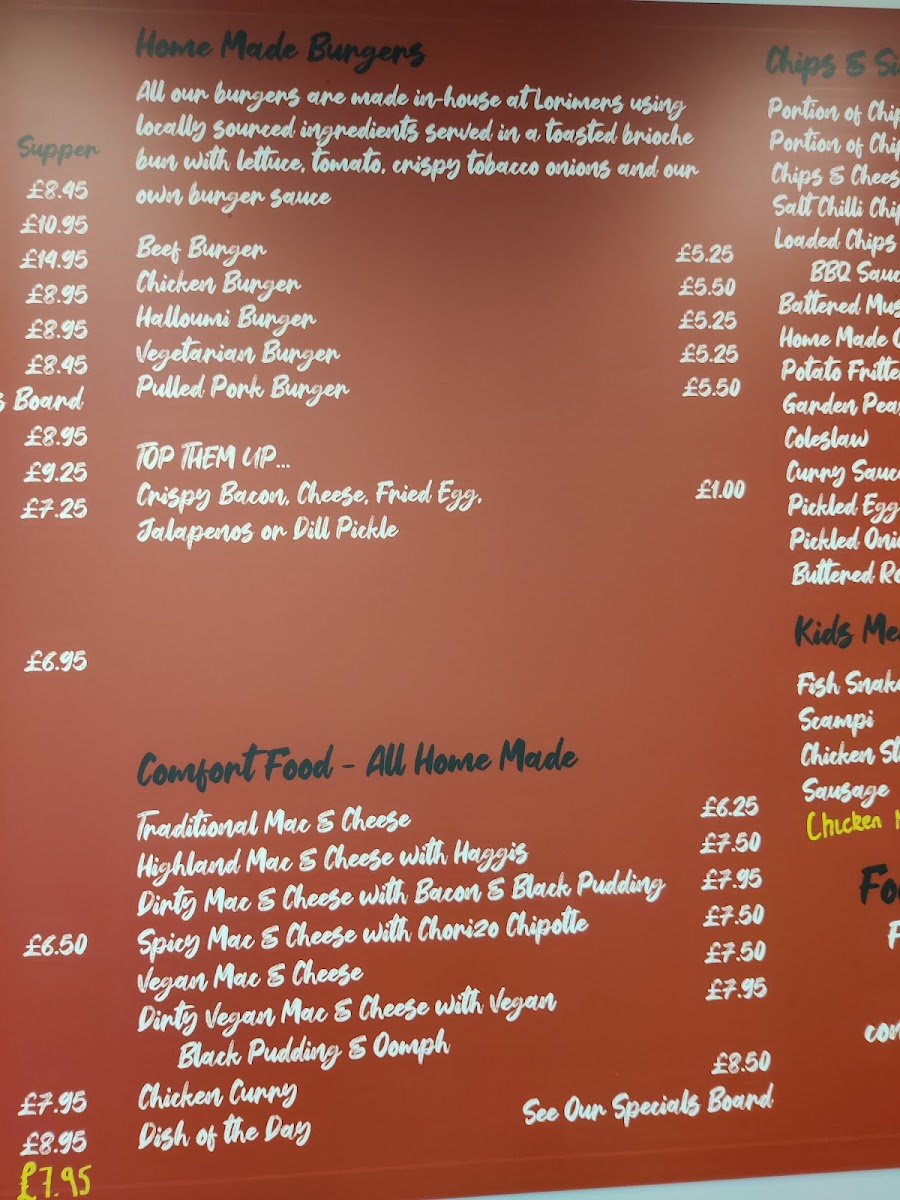 Supper
£8.45
£10.95
£14.95
£8.95
£8.95
£8.45
Board
£8.95
£9.25
£7.25
£6.95
£6.50
£7.95
£8.95
£7.95
Home Made Burgers
All our burgers are made in-house at Lorimers using
locally sourced ingredients served in a toasted brioche
bun with lettuce, tomato, crispy tobacco onions and our
own burger sauce
Beef Burger £5.25
Chicken Burger £5.50
Halloumi Burger £5.25
Vegetarian Burger £5.25
Pulled Pork Burger £5.50
TOP THEM UP...
Crispy Bacon, Cheese, Fried Egg, £1.00
Jalapenos or Dill Pickle
Comfort Food - All Home Made
Traditional Mac & Cheese £6.25
Highland Mac & Cheese with Haggis £7.50
Dirty Mac & Cheese with Bacon & Black Pudding £7.95
Spicy Mac & Cheese with Chorizo Chipotle £7.50
Vegan Mac & Cheese £7.50
Dirty Vegan Mac & Cheese with Vegan £7.95
Black Pudding & Oomph
Chicken Curry £8.50
Dish of the Day See Our Specials Board
Chips &
Portion of
Portion of
Chips &
Salt Chilli
Loaded Chips
BBQ
Battered
Home Made
Potato
Garden
Coleslaw
Curry
Pickled
Pickled
Buttered
Kids
Fish
Scampi
Chicken
Sausage
Chicken